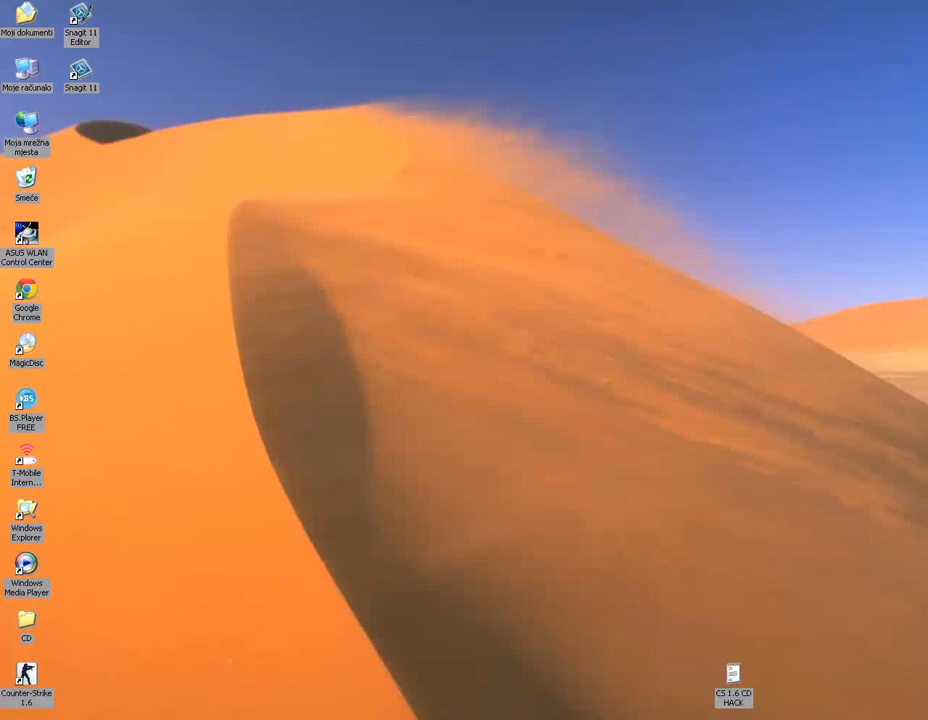 Moji dokumenti
Snagit 11
Editor
Moje računalo
Snagit 11
Moja mrežna
mjesta
Smeće
ASUS WLAN
Control Center
Google
Chrome
MagicDisc
BS
BS.Player
FREE
T-Mobile
Intern...
Windows
Explorer
Windows
Media Player
CD
Counter-Strike
1.6
CS 1.6 CD
HACK